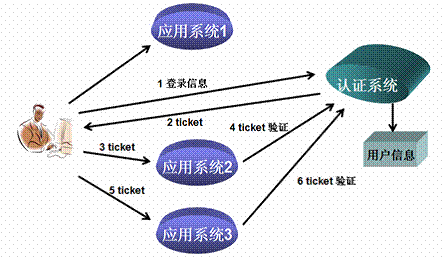 应用系统1
1 登录信息
认证系统
2 ticket
4 ticket 验证
3 ticket
用户信息
应用系统2
5 ticket
6 ticket 验证
应用系统3